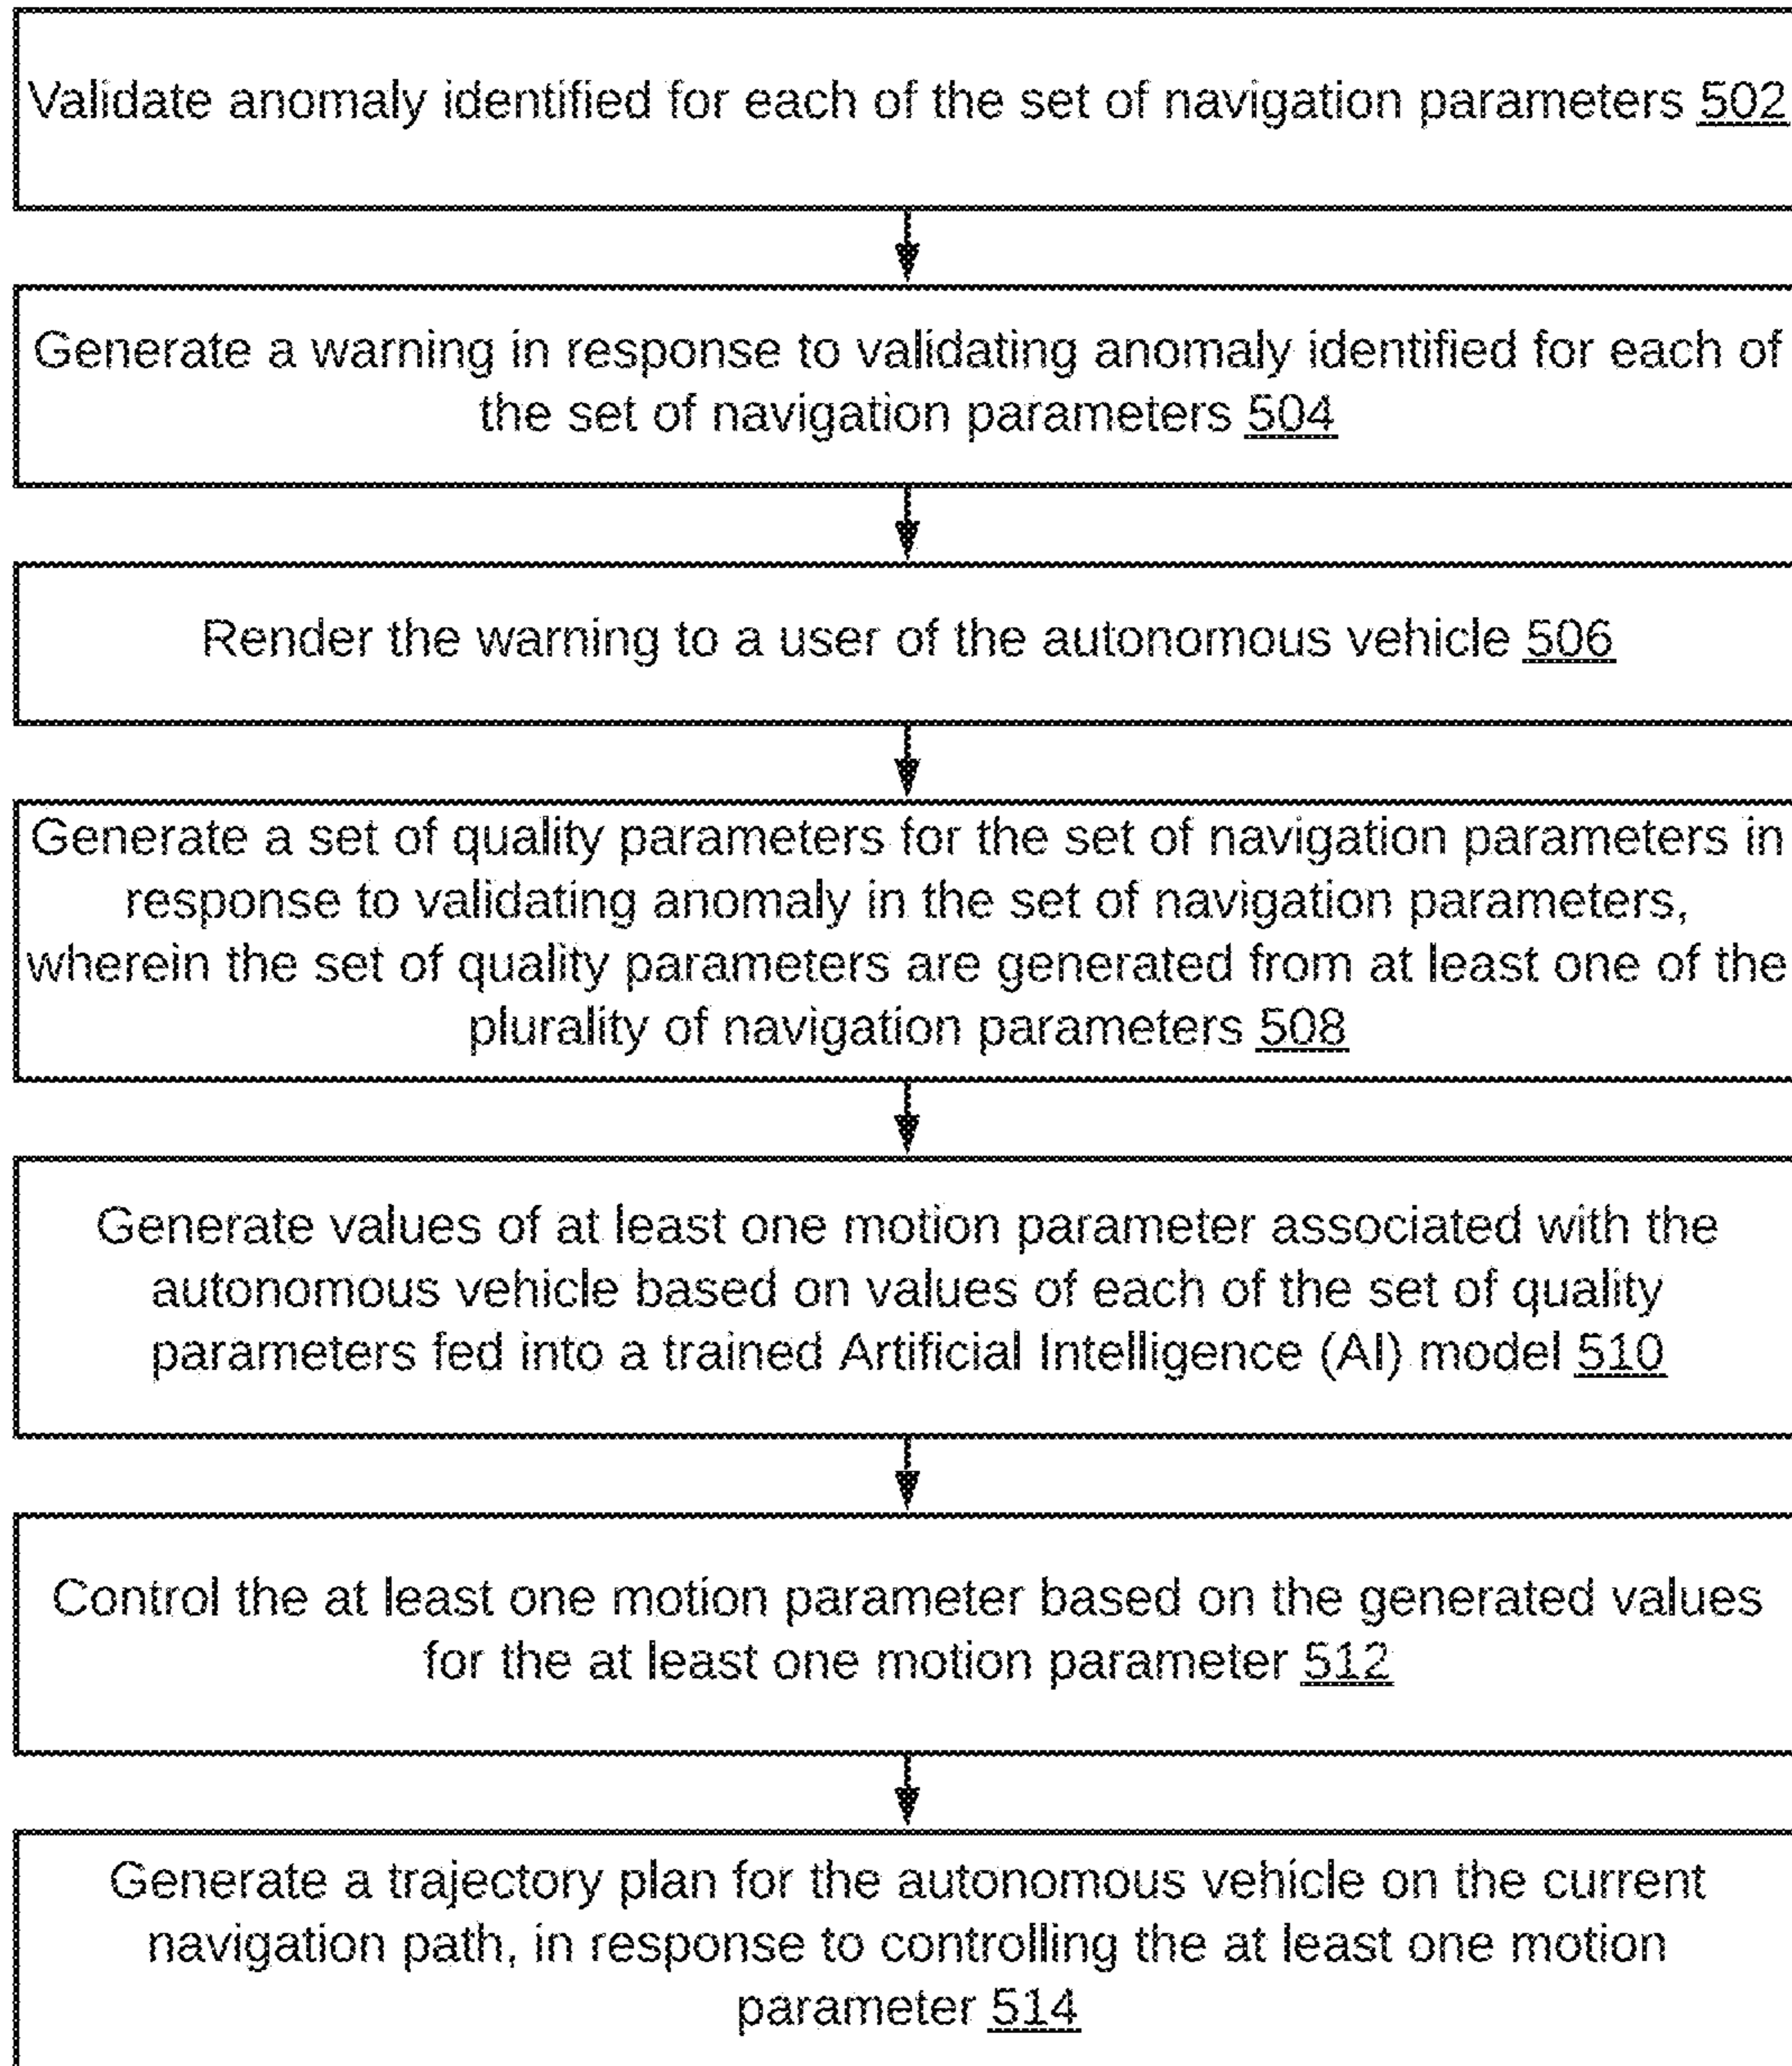 Validate anomaly identified for each of the set of navigation parameters 502
Generate a warning in response to validating anomaly identified for each of
the set of navigation parameters 504
Render the warning to a user of the autonomous vehicle 506
Generate a set of quality parameters for the set of navigation parameters in
response to validating anomaly in the set of navigation parameters,
wherein the set of quality parameters are generated from at least one of the
plurality of navigation parameters 508
Generate values of at least one motion parameter associated with the
autonomous vehicle based on values of each of the set of quality
parameters fed into a trained Artificial Intelligence (AI) model 510
Control the at least one motion parameter based on the generated values
for the at least one motion parameter 512
Generate a trajectory plan for the autonomous vehicle on the current
navigation path, in response to controlling the at least one motion
parameter 514